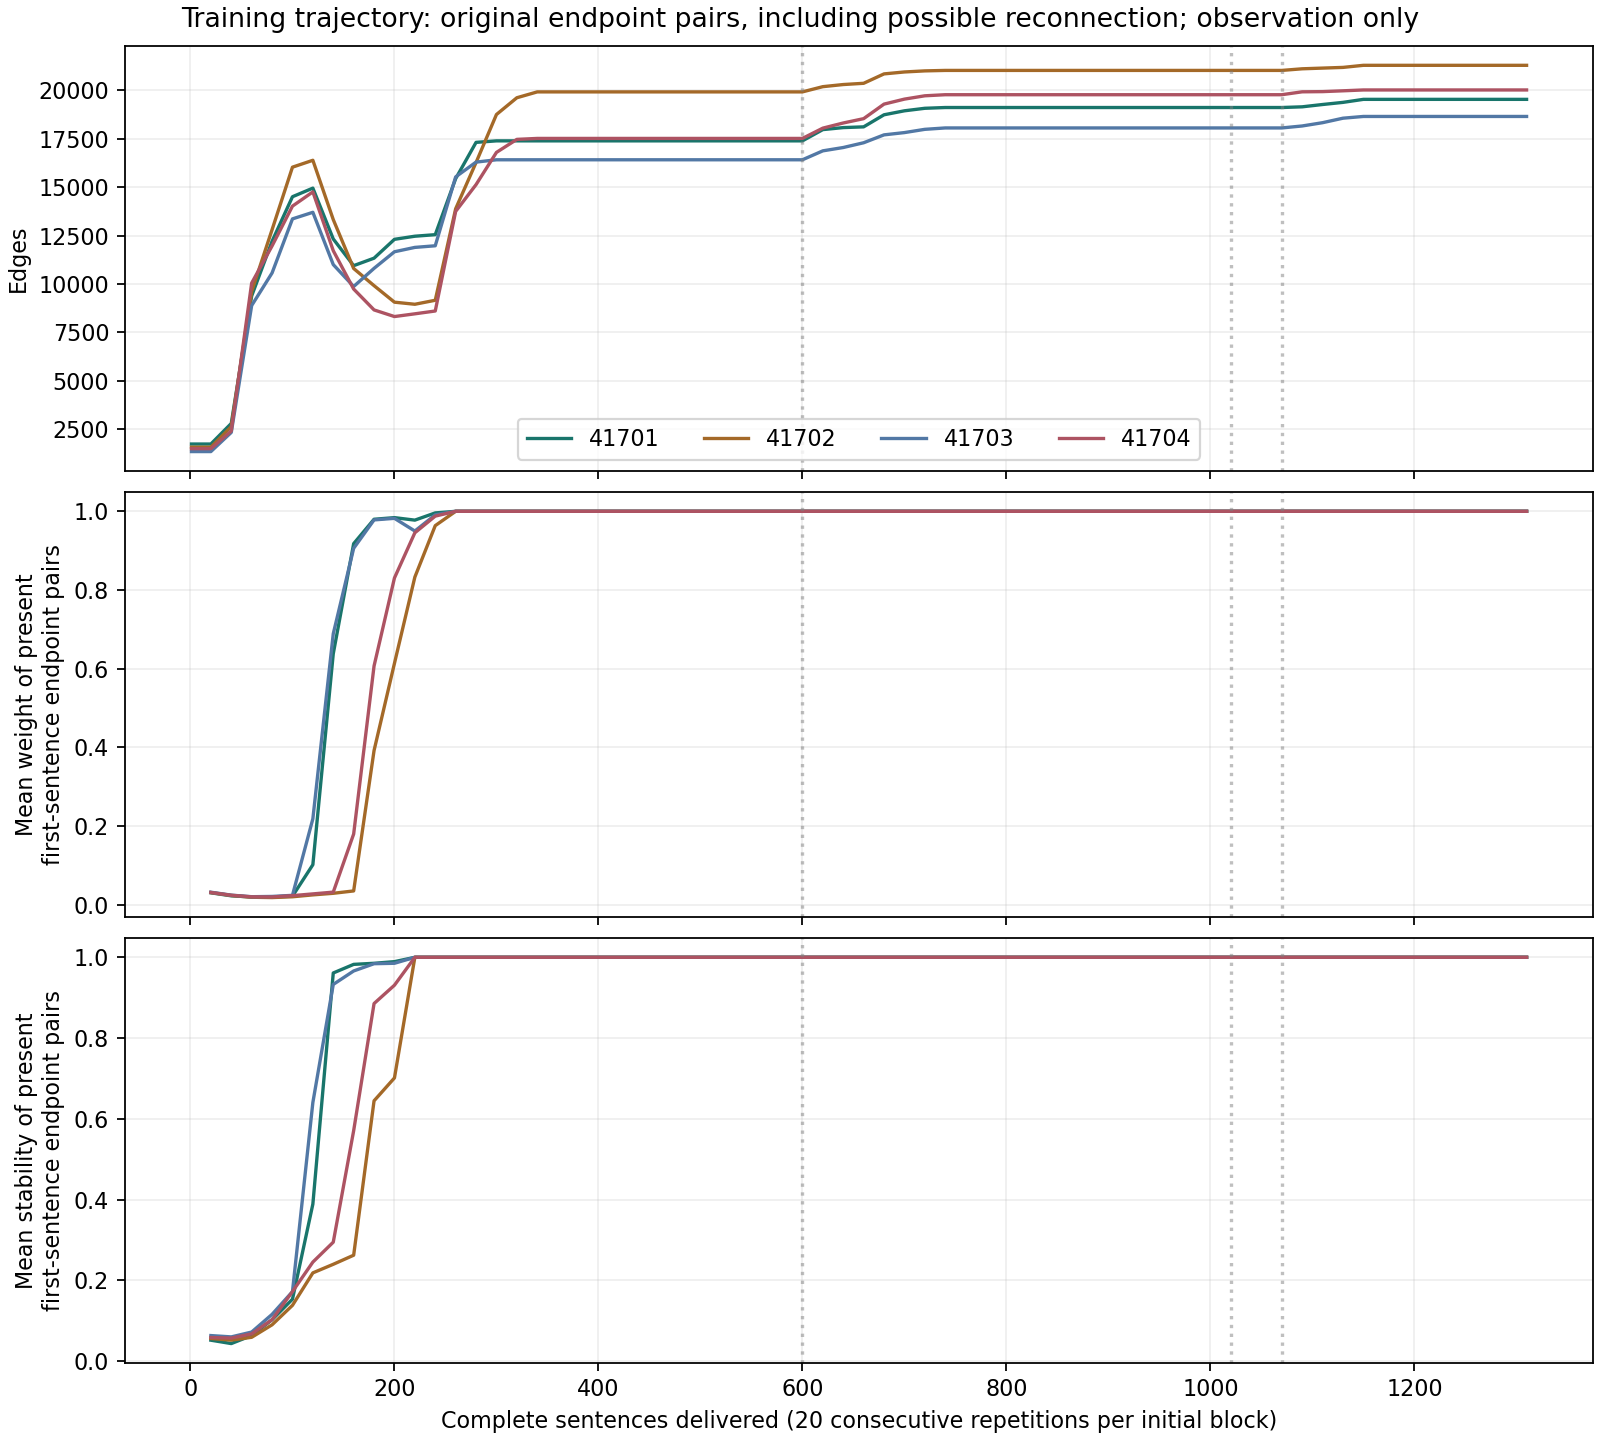 Training trajectory: original endpoint pairs, including possible reconnection; observation only
Edges
20000
17500
15000
12500
10000
7500
5000
2500
41701 41702 41703 41704
Mean weight of present
first-sentence endpoint pairs
1.0
0.8
0.6
0.4
0.2
0.0
Mean stability of present
first-sentence endpoint pairs
1.0
0.8
0.6
0.4
0.2
0.0
0 200 400 600 800 1000 1200
Complete sentences delivered (20 consecutive repetitions per initial block)